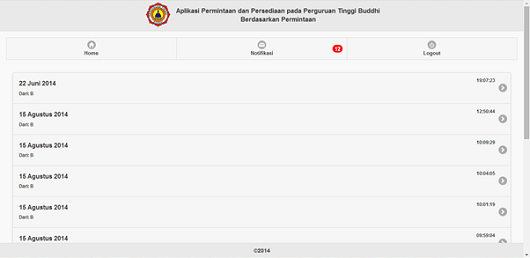 Aplikasi Permintaan dan Persediaan pada Perguruan Tinggi Buddhi
Berdasarkan Permintaan
Home
Notifikasi
12
Logout
22 Juni 2014
19:07:23
Dari: B
15 Agustus 2014
12:50:44
Dari: B
15 Agustus 2014
10:09:29
Dari: B
15 Agustus 2014
10:04:05
Dari: B
15 Agustus 2014
10:01:19
Dari: B
15 Agustus 2014
09:59:04
©2014